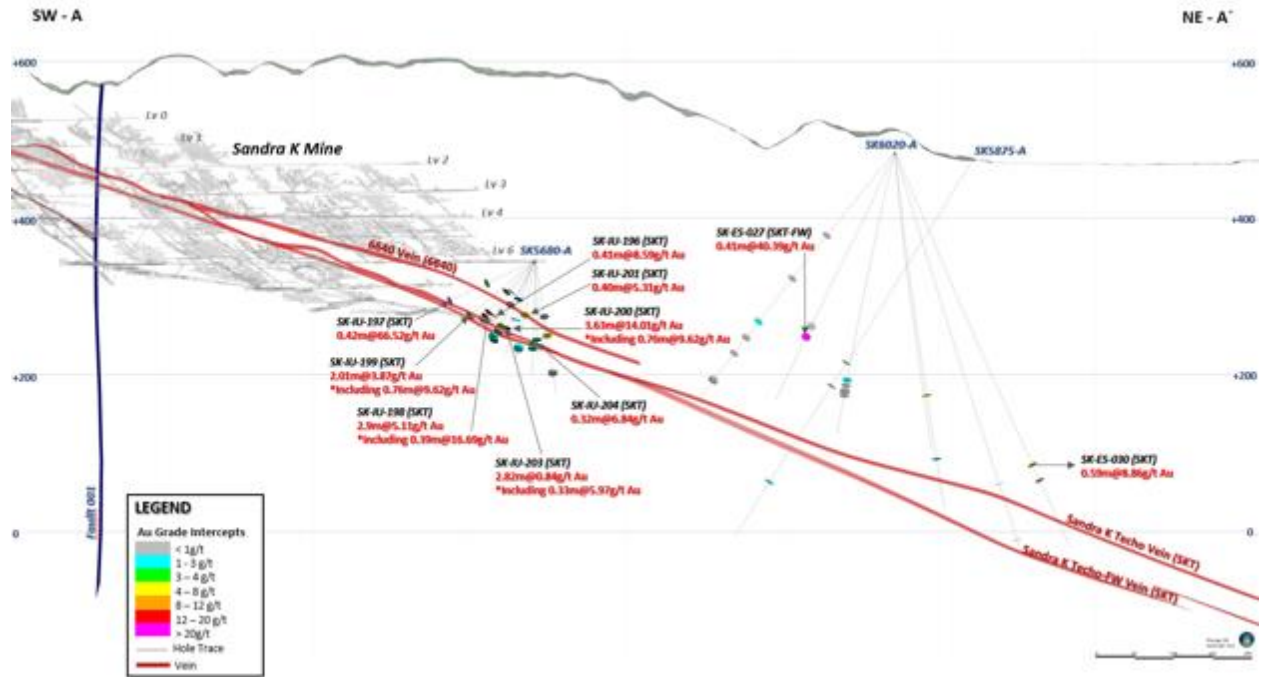 SW - A
NE - A´
+600
+600
Lv 0
Lv 1
Sandra K Mine
Lv 2
SK6020-A
SK5875-A
Lv 3
+400
Lv 4
+400
6640 Vein (6640)
Lv 6
SK5680-A
SK-IU-196 (SKT)
0.41m@8.59g/t Au
SK-ES-027 (SKT-FW)
0.41m@40.39g/t Au
SK-IU-201 (SKT)
0.40m@5.31g/t Au
SK-IU-200 (SKT)
3.63m@14.01g/t Au
*Including 0.76m@9.62g/t Au
SK-IU-197 (SKT)
0.42m@66.52g/t Au
SK-IU-199 (SKT)
2.01m@3.87g/t Au
*Including 0.76m@9.62g/t Au
+200
+200
SK-IU-198 (SKT)
2.9m@5.11g/t Au
*Including 0.39m@16.69g/t Au
SK-IU-204 (SKT)
0.32m@6.84g/t Au
SK-IU-203 (SKT)
2.82m@0.84g/t Au
*Including 0.33m@5.97g/t Au
SK-ES-030 (SKT)
0.59m@8.86g/t Au
Fault 001
0
0
Sandra K Techo Vein (SKT)
Sandra K Techo-FW Vein (SKT)
LEGEND
Au Grade Intercepts
< 1g/t
1 - 3 g/t
3 – 4 g/t
4 – 8 g/t
8 – 12 g/t
12 – 20 g/t
> 20g/t
Hole Trace
Vein